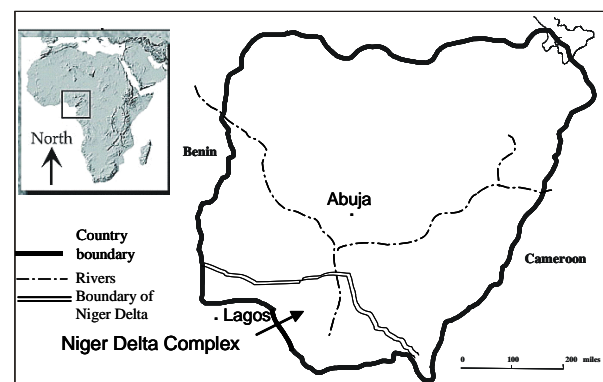 North
Benin
Abuja
Country
boundary
Cameroon
Rivers
Boundary of
Niger Delta
Lagos
Niger Delta Complex
0 100 200 miles